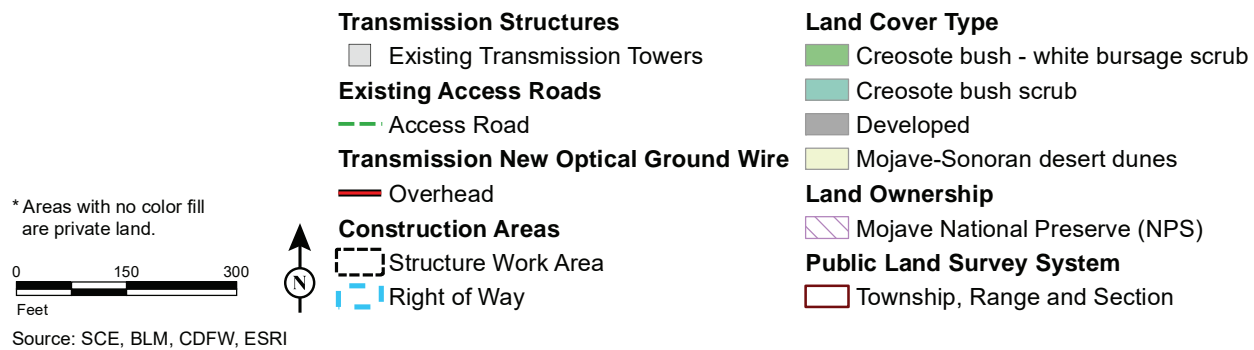 Transmission Structures
Existing Transmission Towers
Existing Access Roads
Access Road
Transmission New Optical Ground Wire
Overhead
Construction Areas
Structure Work Area
Right of Way
Land Cover Type
Creosote bush - white bursage scrub
Creosote bush scrub
Developed
Mojave-Sonoran desert dunes
Land Ownership
Mojave National Preserve (NPS)
Public Land Survey System
Township, Range and Section
* Areas with no color fill
are private land.
0 150 300
Feet
N
Source: SCE, BLM, CDFW, ESRI